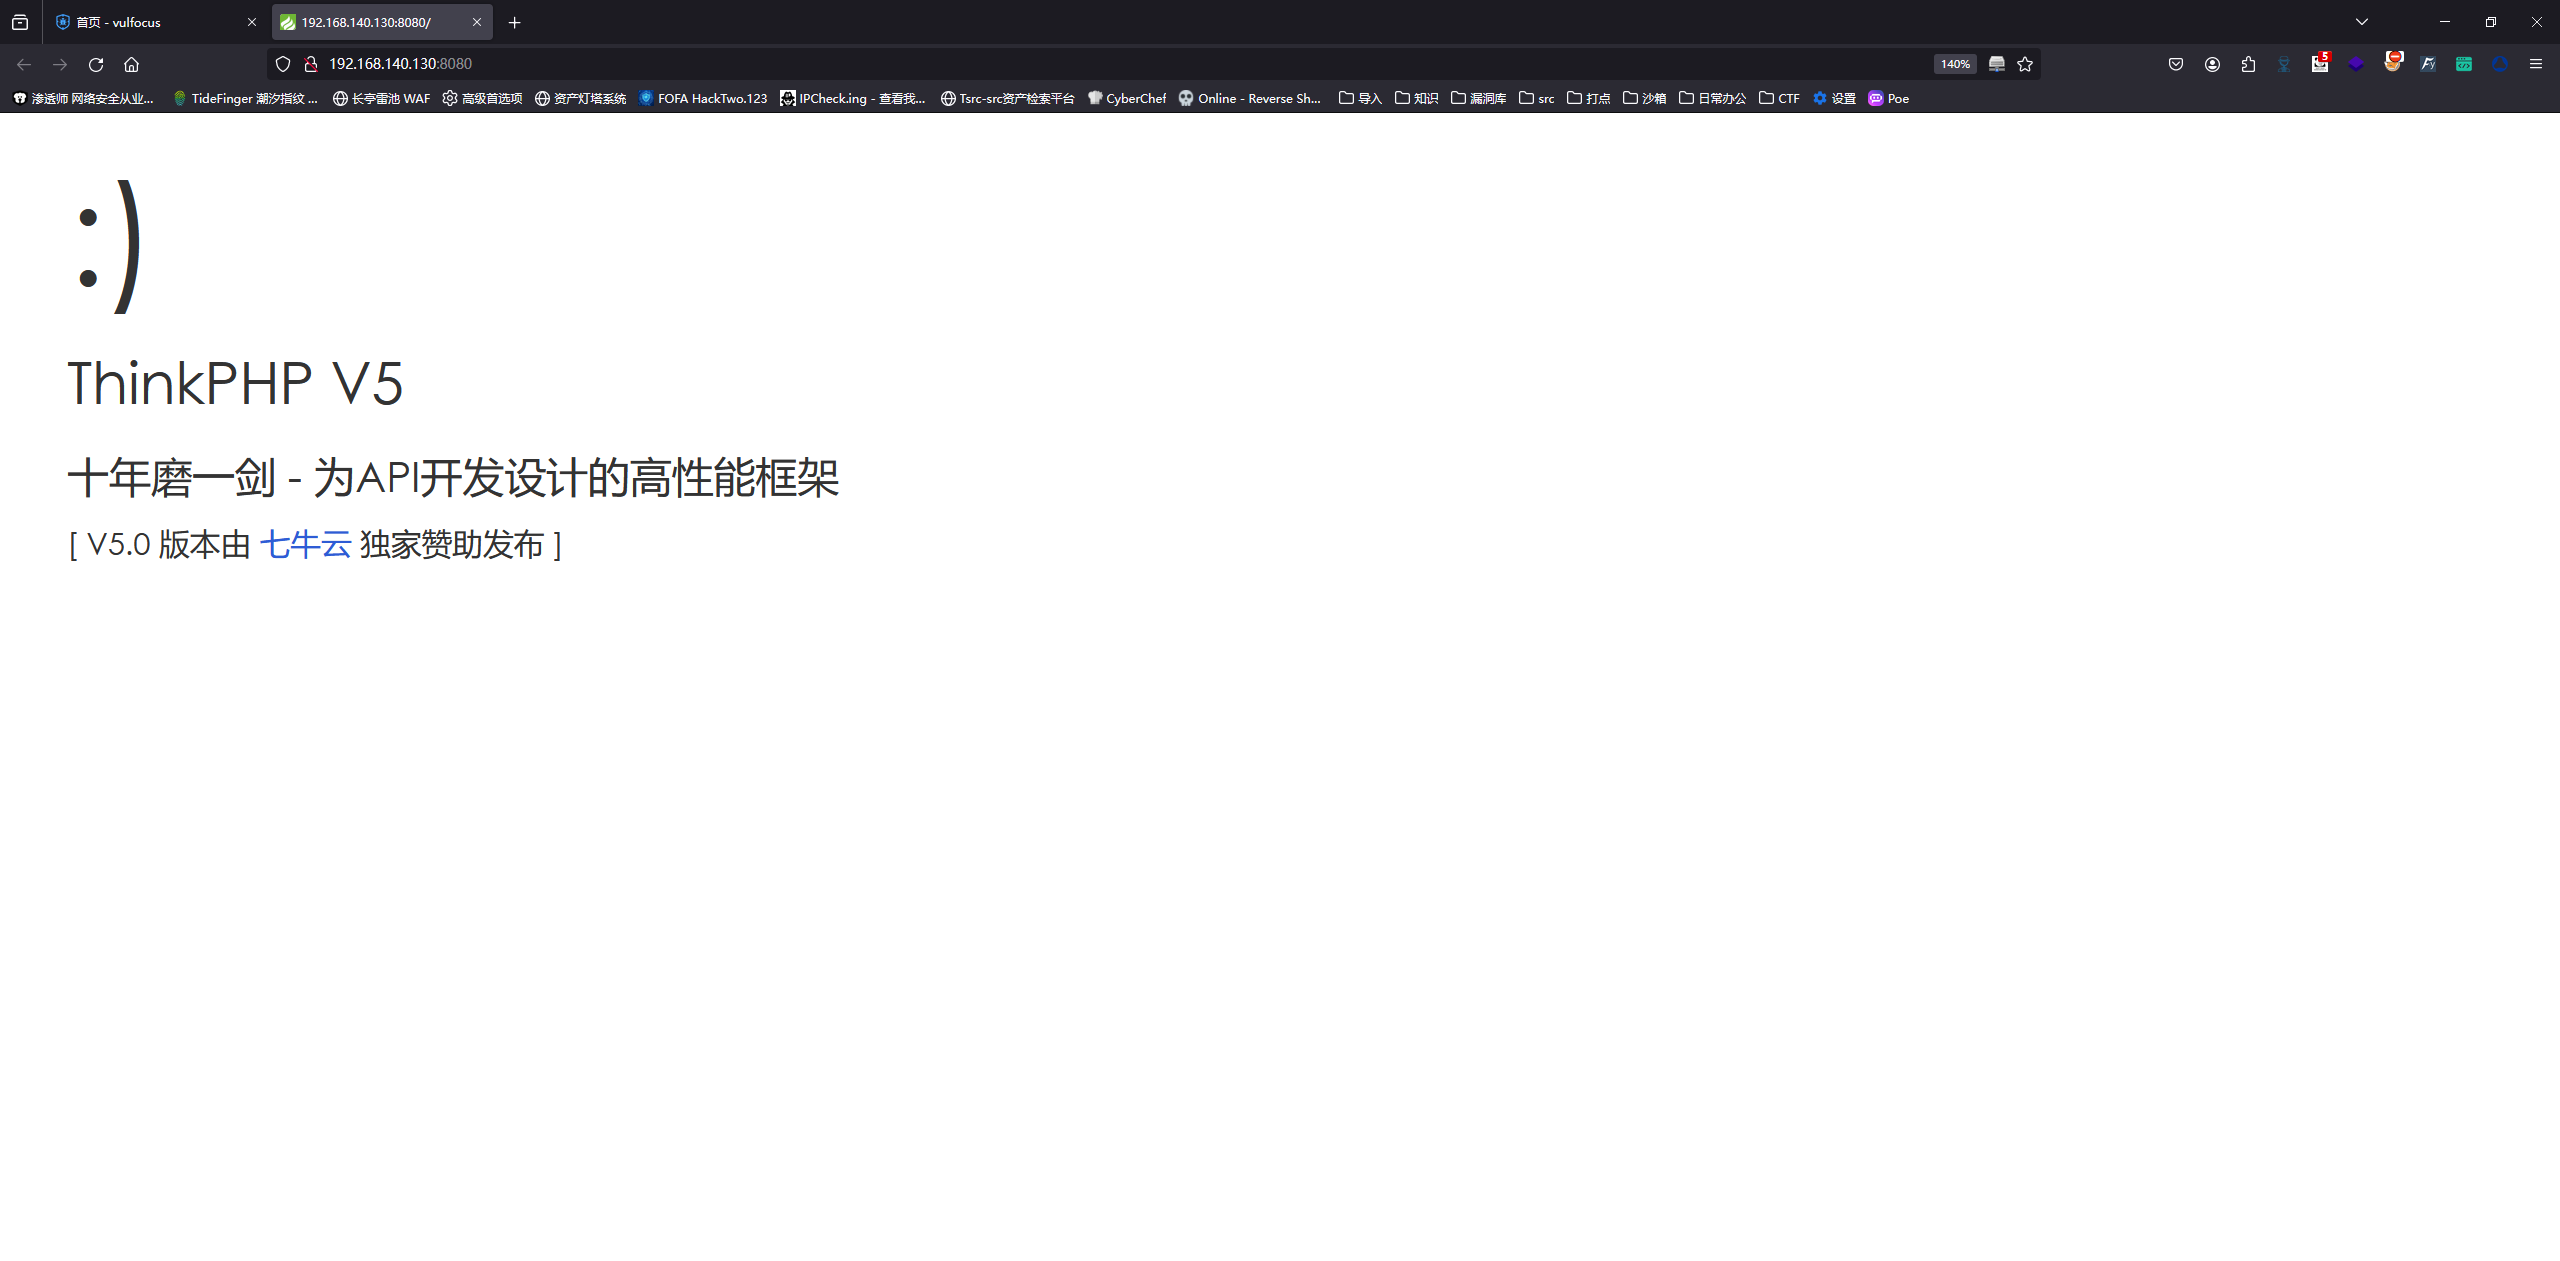 首页 - vulfocus
192.168.140.130:8080/
192.168.140.130:8080
140%
5
渗透师 网络安全从业...
TideFinger 潮汐指纹 ...
长亭雷池 WAF
高级首选项
资产灯塔系统
FOFA HackTwo.123
IPCheck.ing - 查看我...
Tsrc-src资产检索平台
CyberChef
Online - Reverse Sh...
导入
知识
漏洞库
src
打点
沙箱
日常办公
CTF
设置
Poe
:)
ThinkPHP V5
十年磨一剑 - 为API开发设计的高性能框架
[ V5.0 版本由 七牛云 独家赞助发布 ]